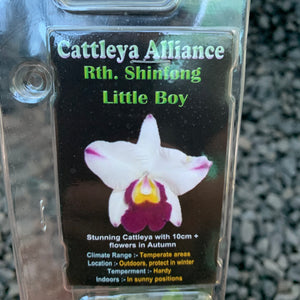 Cattleya Alliance
Rth. Shinfong
Little Boy
Stunning Cattleya with 10cm +
flowers in Autumn
Climate Range :- Temperate areas
Location :- Outdoors, protect in winter
Temperment :- Hardy
Indoors :- In sunny positions